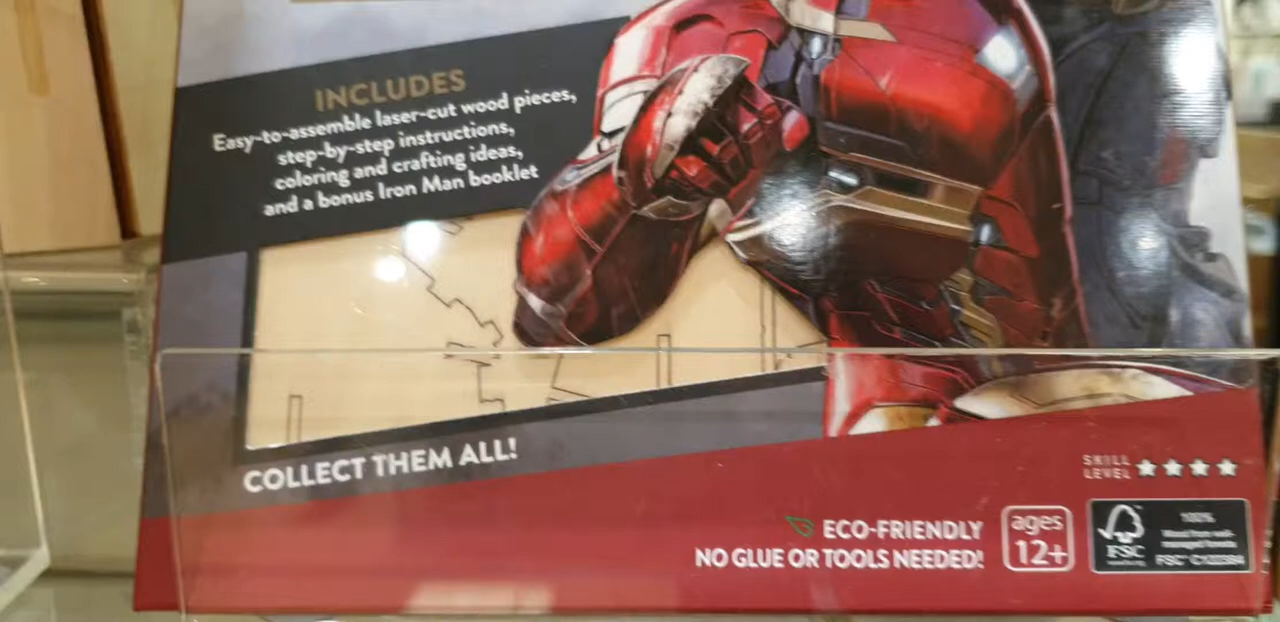 INCLUDES
Easy-to-assemble laser-cut wood pieces,
step-by-step instructions,
coloring and crafting ideas,
and a bonus Iron Man booklet
COLLECT THEM ALL!
SKILL
LEVEL
ECO-FRIENDLY
NO GLUE OR TOOLS NEEDED!
ages
12+
FSC
100%